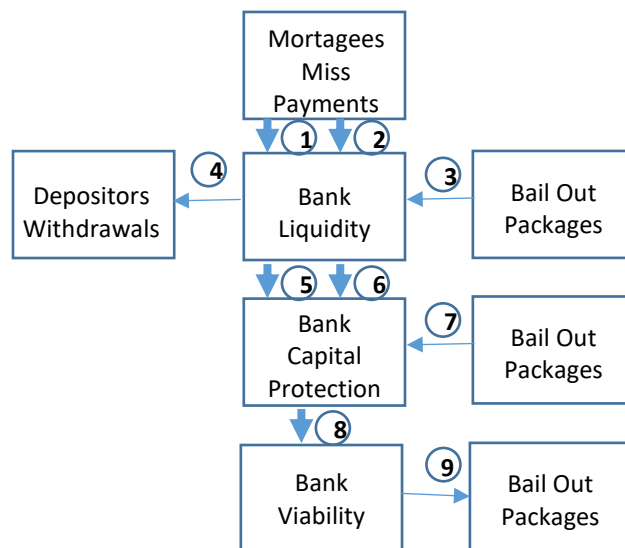 Mortagees
Miss
Payments
1
2
4
3
Depositors
Withdrawals
Bank
Liquidity
Bail Out
Packages
5
6
7
Bank
Capital
Protection
Bail Out
Packages
8
9
Bank
Viability
Bail Out
Packages